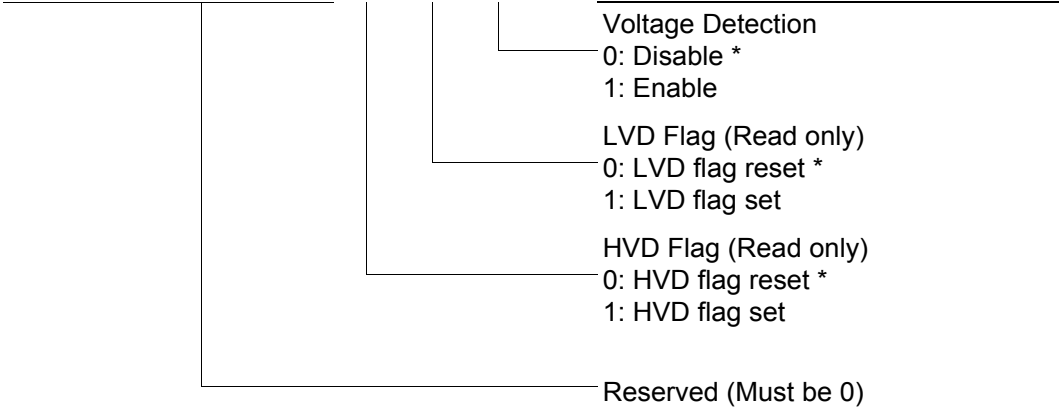 Voltage Detection
0: Disable *
1: Enable
LVD Flag (Read only)
0: LVD flag reset *
1: LVD flag set
HVD Flag (Read only)
0: HVD flag reset *
1: HVD flag set
Reserved (Must be 0)